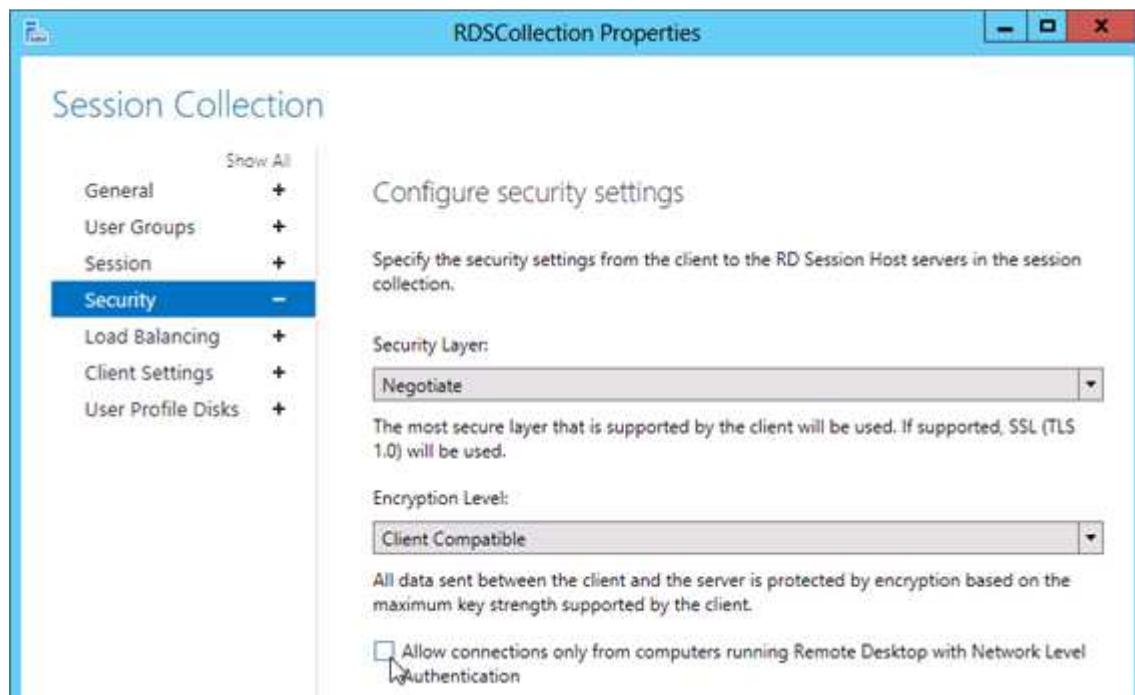 RDSCollection Properties
Session Collection
Show All
General
User Groups
Session
Security
Load Balancing
Client Settings
User Profile Disks
Configure security settings
Specify the security settings from the client to the RD Session Host servers in the session
collection.
Security Layer:
Negotiate
The most secure layer that is supported by the client will be used. If supported, SSL (TLS
1.0) will be used.
Encryption Level:
Client Compatible
All data sent between the client and the server is protected by encryption based on the
maximum key strength supported by the client.
Allow connections only from computers running Remote Desktop with Network Level
Authentication